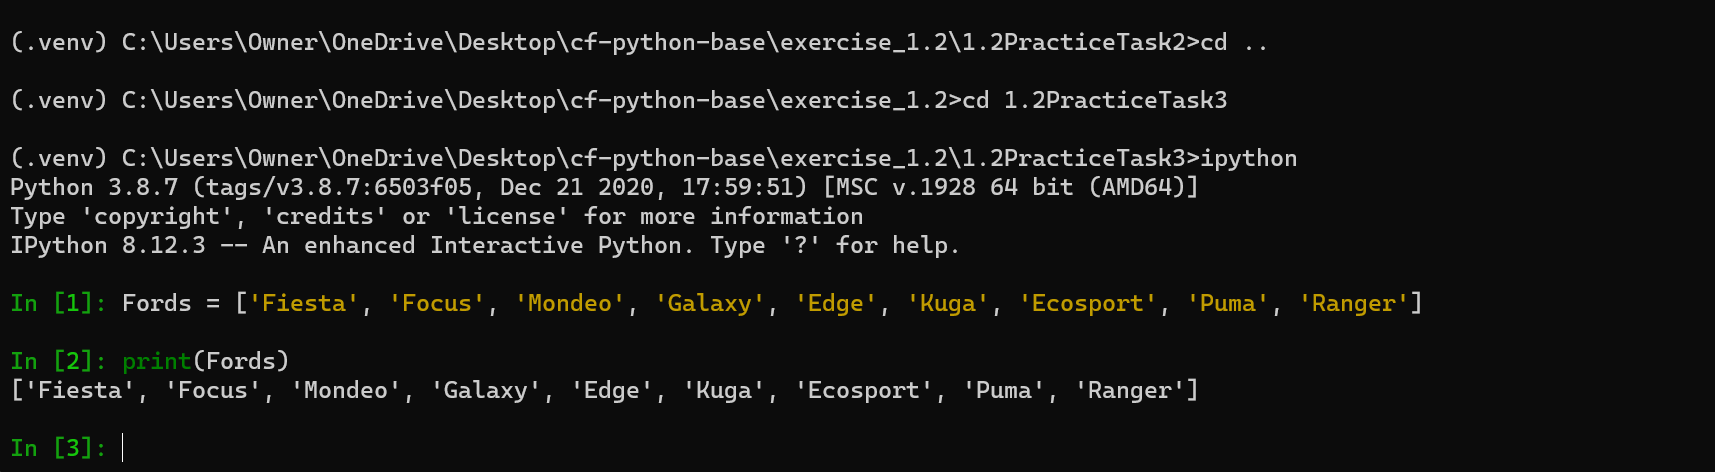 (.venv) C:\Users\Owner\OneDrive\Desktop\cf-python-base\exercise_1.2\1.2PracticeTask2>cd ..
(.venv) C:\Users\Owner\OneDrive\Desktop\cf-python-base\exercise_1.2>cd 1.2PracticeTask3
(.venv) C:\Users\Owner\OneDrive\Desktop\cf-python-base\exercise_1.2\1.2PracticeTask3>ipython
Python 3.8.7 (tags/v3.8.7:6503f05, Dec 21 2020, 17:59:51) [MSC v.1928 64 bit (AMD64)]
Type 'copyright', 'credits' or 'license' for more information
IPython 8.12.3 -- An enhanced Interactive Python. Type '?' for help.
In [1]: Fords = ['Fiesta', 'Focus', 'Mondeo', 'Galaxy', 'Edge', 'Kuga', 'Ecosport', 'Puma', 'Ranger']
In [2]: print(Fords)
['Fiesta', 'Focus', 'Mondeo', 'Galaxy', 'Edge', 'Kuga', 'Ecosport', 'Puma', 'Ranger']
In [3]: